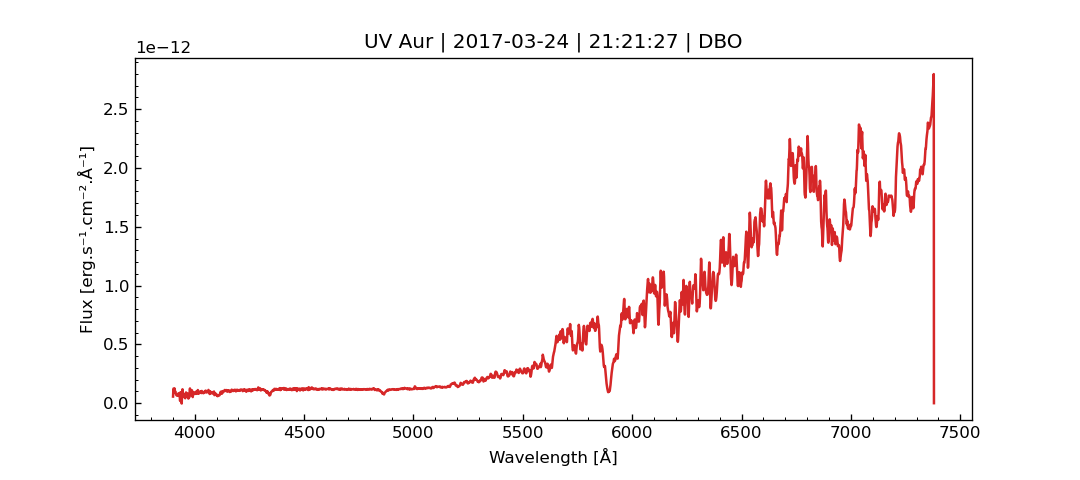 UV Aur | 2017-03-24 | 21:21:27 | DBO
1e−12
2.5
2.0
1.5
1.0
0.5
0.0
Flux [erg.s⁻¹.cm⁻².Å⁻¹]
4000 4500 5000 5500 6000 6500 7000 7500
Wavelength [Å]